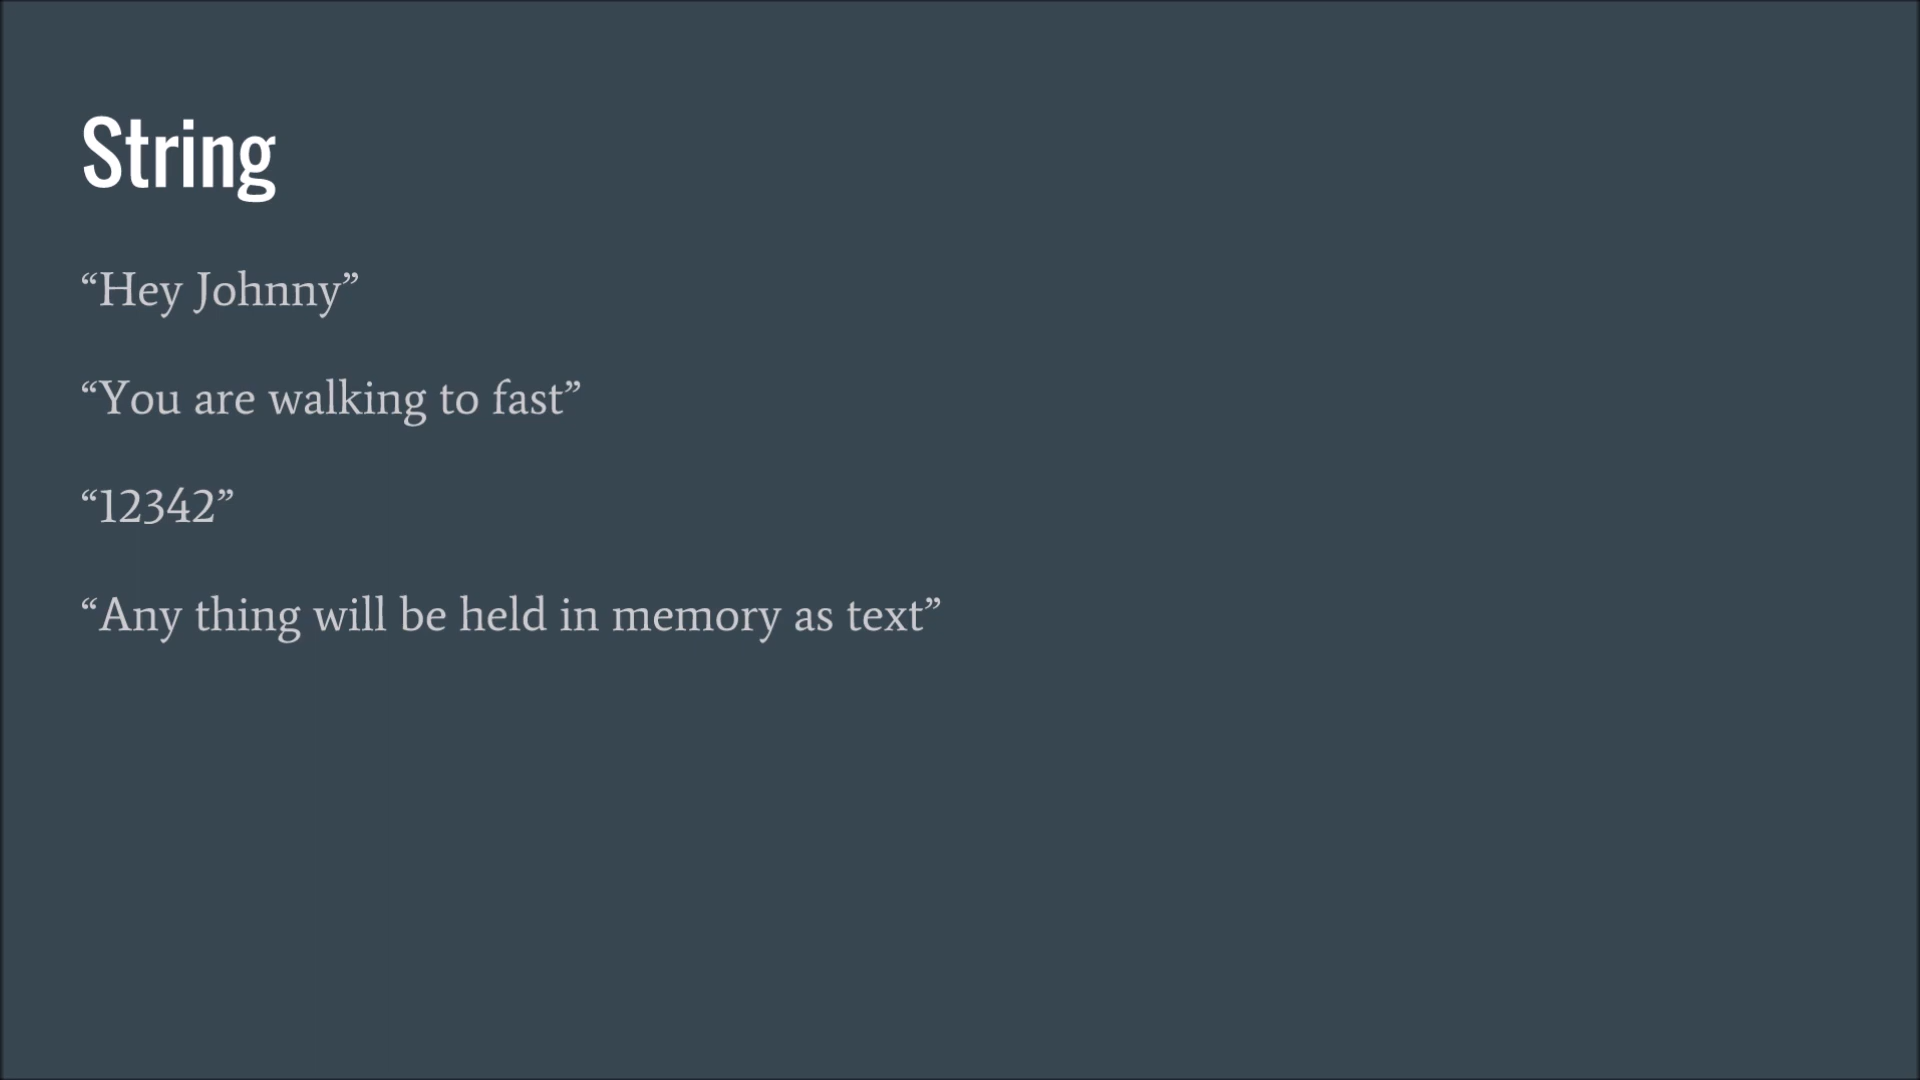 String
“Hey Johnny”
“You are walking to fast”
“12342”
“Any thing will be held in memory as text”